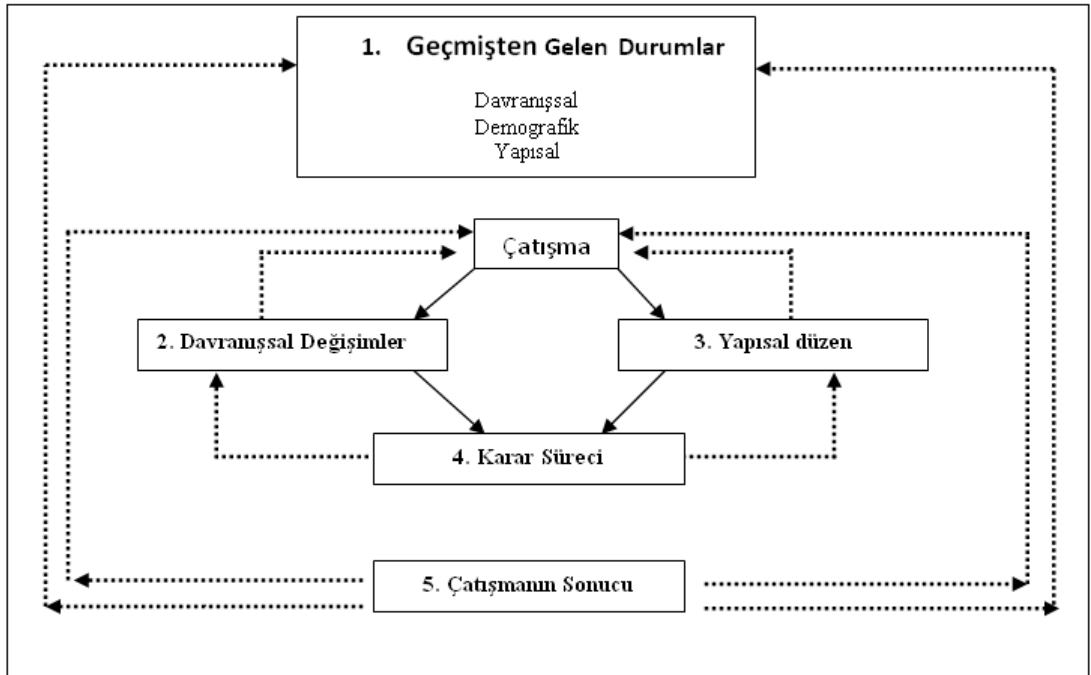 1. Geçmişten Gelen Durumlar
Davranışsal
Demografik
Yapısal
Çatışma
2. Davranışsal Değişimler
3. Yapısal düzen
4. Karar Süreci
5. Çatışmanın Sonucu